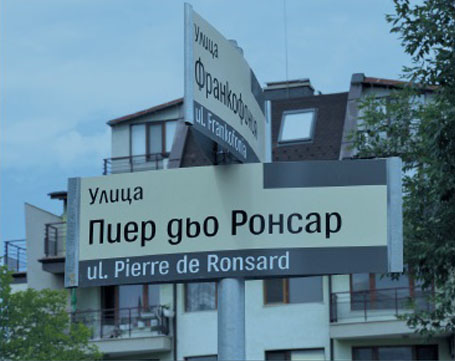 Улица
Франкофония
ul. Frankofonia
Улица
Пиер дьо Ронсар
ul. Pierre de Ronsard